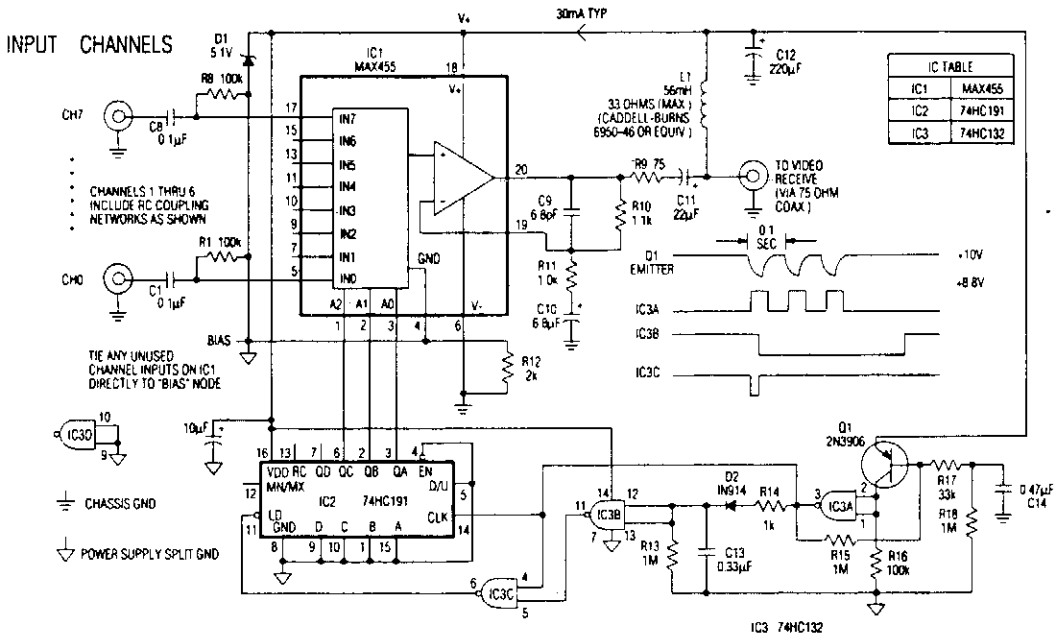 INPUT CHANNELS
30mA TYP
V+
D1
5.1V
IC1
MAX455
18
V+
R8 100k
CH7
C8
0.1µF
17
IN7
15
IN6
13
IN5
11
IN4
10
IN3
9
IN2
7
IN1
5
IN0
CHANNELS 1 THRU 6
INCLUDE RC COUPLING
NETWORKS AS SHOWN
R1 100k
CH0
C1
0.1µF
20
19
GND
A2
A1
A0
V-
1
2
3
4
6
L1
56mH
33 OHMS (MAX.)
(CADDELL-BURNS
6950-46 OR EQUIV.)
C12
220µF
IC TABLE
IC1 MAX455
IC2 74HC191
IC3 74HC132
R9 75
C11
22µF
TO VIDEO
RECEIVE
(VIA 75 OHM
COAX.)
C9
6.8pF
R10
1.1k
R11
1.0k
C10
6.8µF
0.1
SEC
Q1
EMITTER
+10V
+8.8V
IC3A
IC3B
IC3C
BIAS
R12
2k
TIE ANY UNUSED
CHANNEL INPUTS ON IC1
DIRECTLY TO "BIAS" NODE
IC3D
10
9
CHASSIS GND
POWER SUPPLY SPLIT GND
10µF
16
13
7
6
2
3
4
VDD
RC
QD
QC
QB
QA
EN
12
MN/MX
D/U
5
IC2
74HC191
11
LD
CLK
14
GND
D
C
B
A
8
9
10
1
15
6
IC3C
4
5
14
11
IC3B
12
13
7
R13
1M
C13
0.33µF
D2
IN914
R14
1k
3
IC3A
2
1
R15
1M
R16
100k
Q1
2N3906
R17
33k
R18
1M
0.47µF
C14
IC3 74HC132